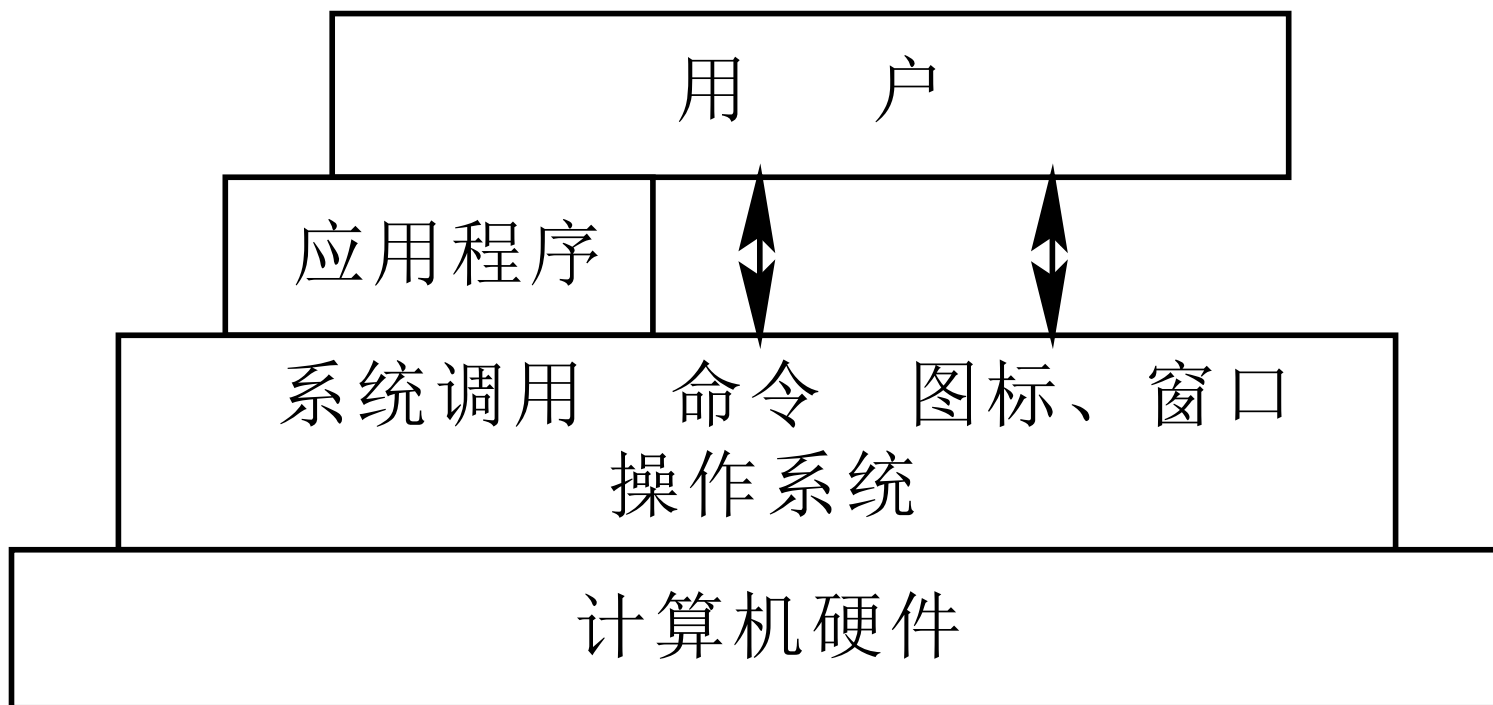 用 户
应用程序
系统调用 命令 图标、窗口
操作系统
计算机硬件